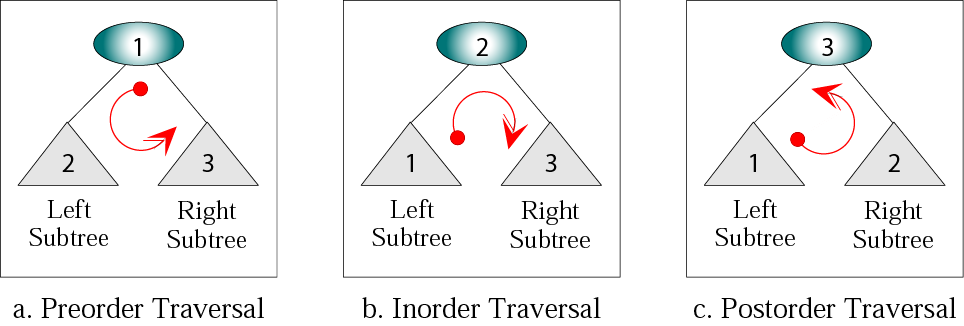 1
2
3
Left
Subtree
Right
Subtree
a. Preorder Traversal
2
1
3
Left
Subtree
Right
Subtree
b. Inorder Traversal
3
1
2
Left
Subtree
Right
Subtree
c. Postorder Traversal